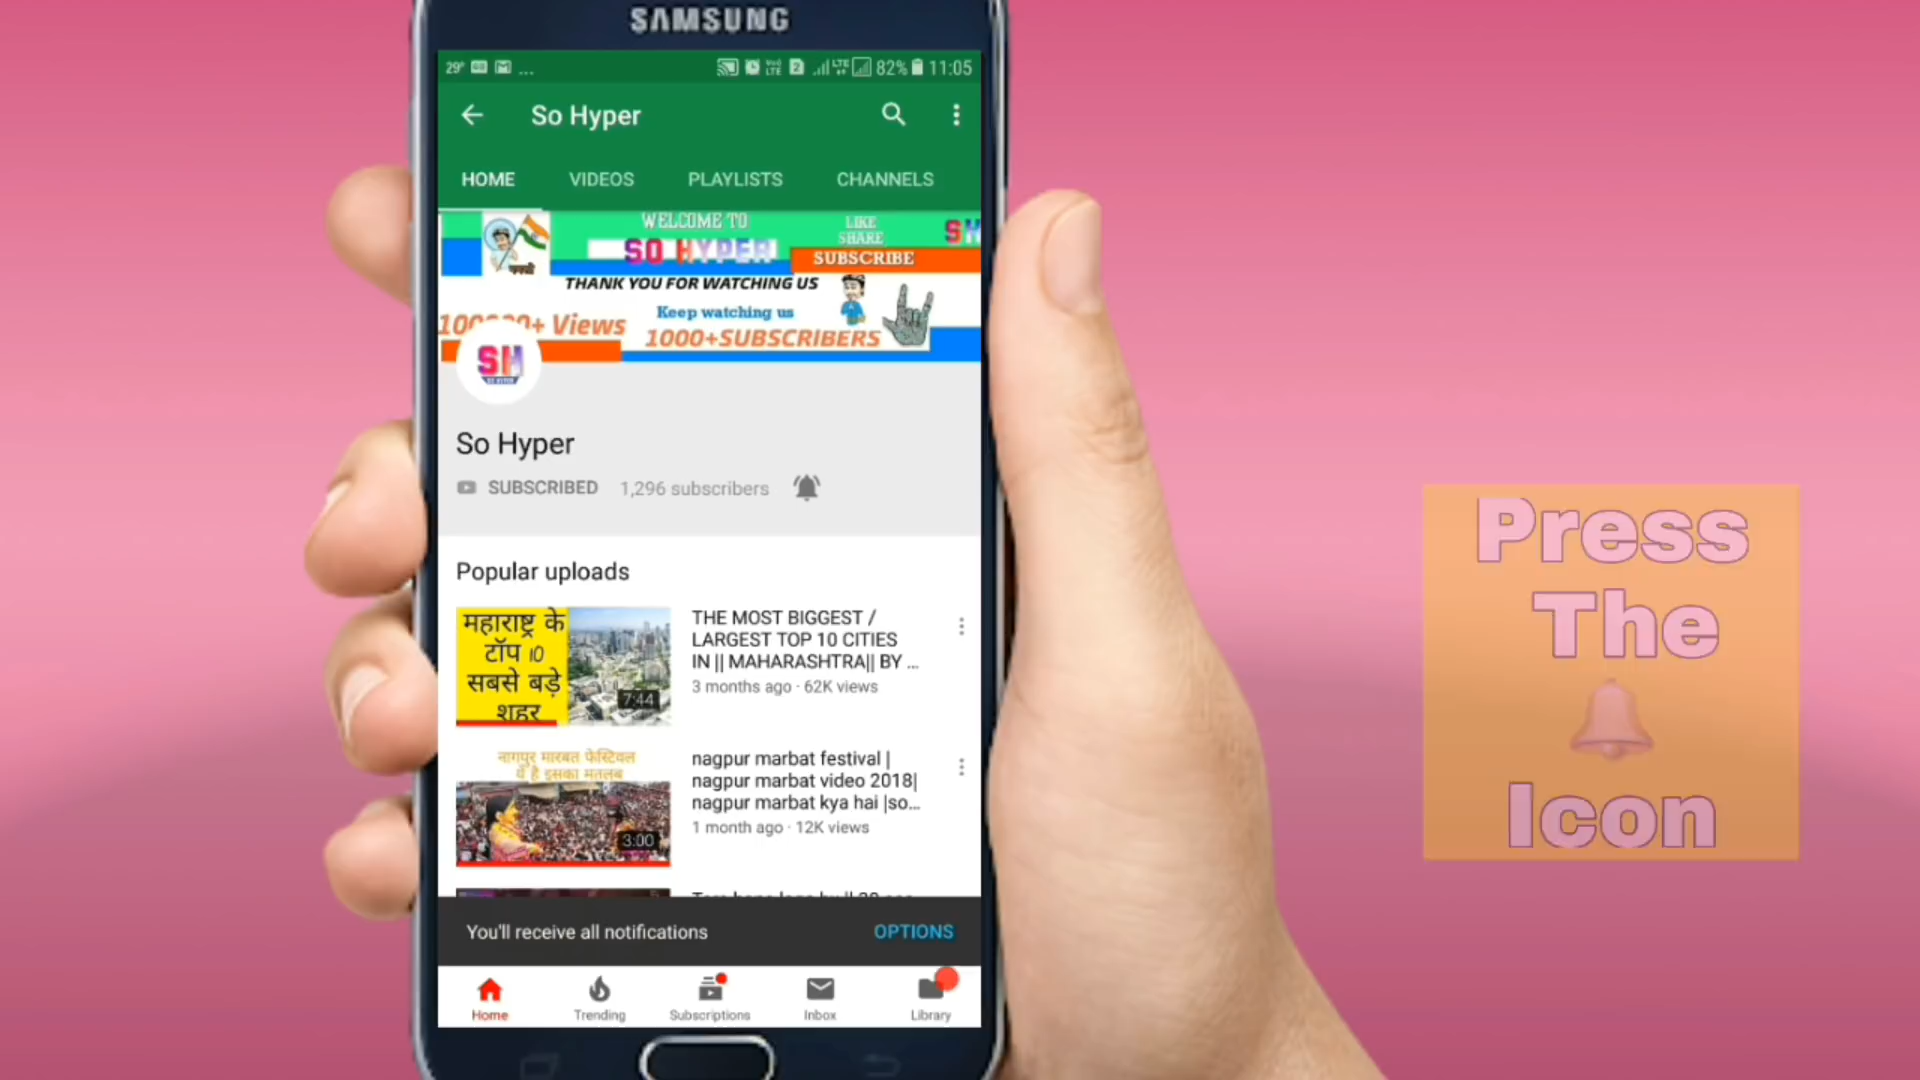 SAMSUNG
29° ... LTE 82% 11:05
So Hyper
HOME VIDEOS PLAYLISTS CHANNELS
WELCOME TO
SO HYPER
LIKE
SHARE
SUBSCRIBE
SH
THANK YOU FOR WATCHING US
Keep watching us
+ Views
1000+SUBSCRIBERS
SH
SO HYPER
So Hyper
SUBSCRIBED 1,296 subscribers
Popular uploads
महाराष्ट्र के
टॉप 10
सबसे बड़े
शहर
7:44
THE MOST BIGGEST /
LARGEST TOP 10 CITIES
IN || MAHARASHTRA|| BY ...
3 months ago · 62K views
नागपुर मारबत फेस्टिवल
ये है इसका मतलब
3:00
nagpur marbat festival |
nagpur marbat video 2018|
nagpur marbat kya hai |so...
1 month ago · 12K views
You'll receive all notifications OPTIONS
Home Trending Subscriptions Inbox Library
Press
The
Icon